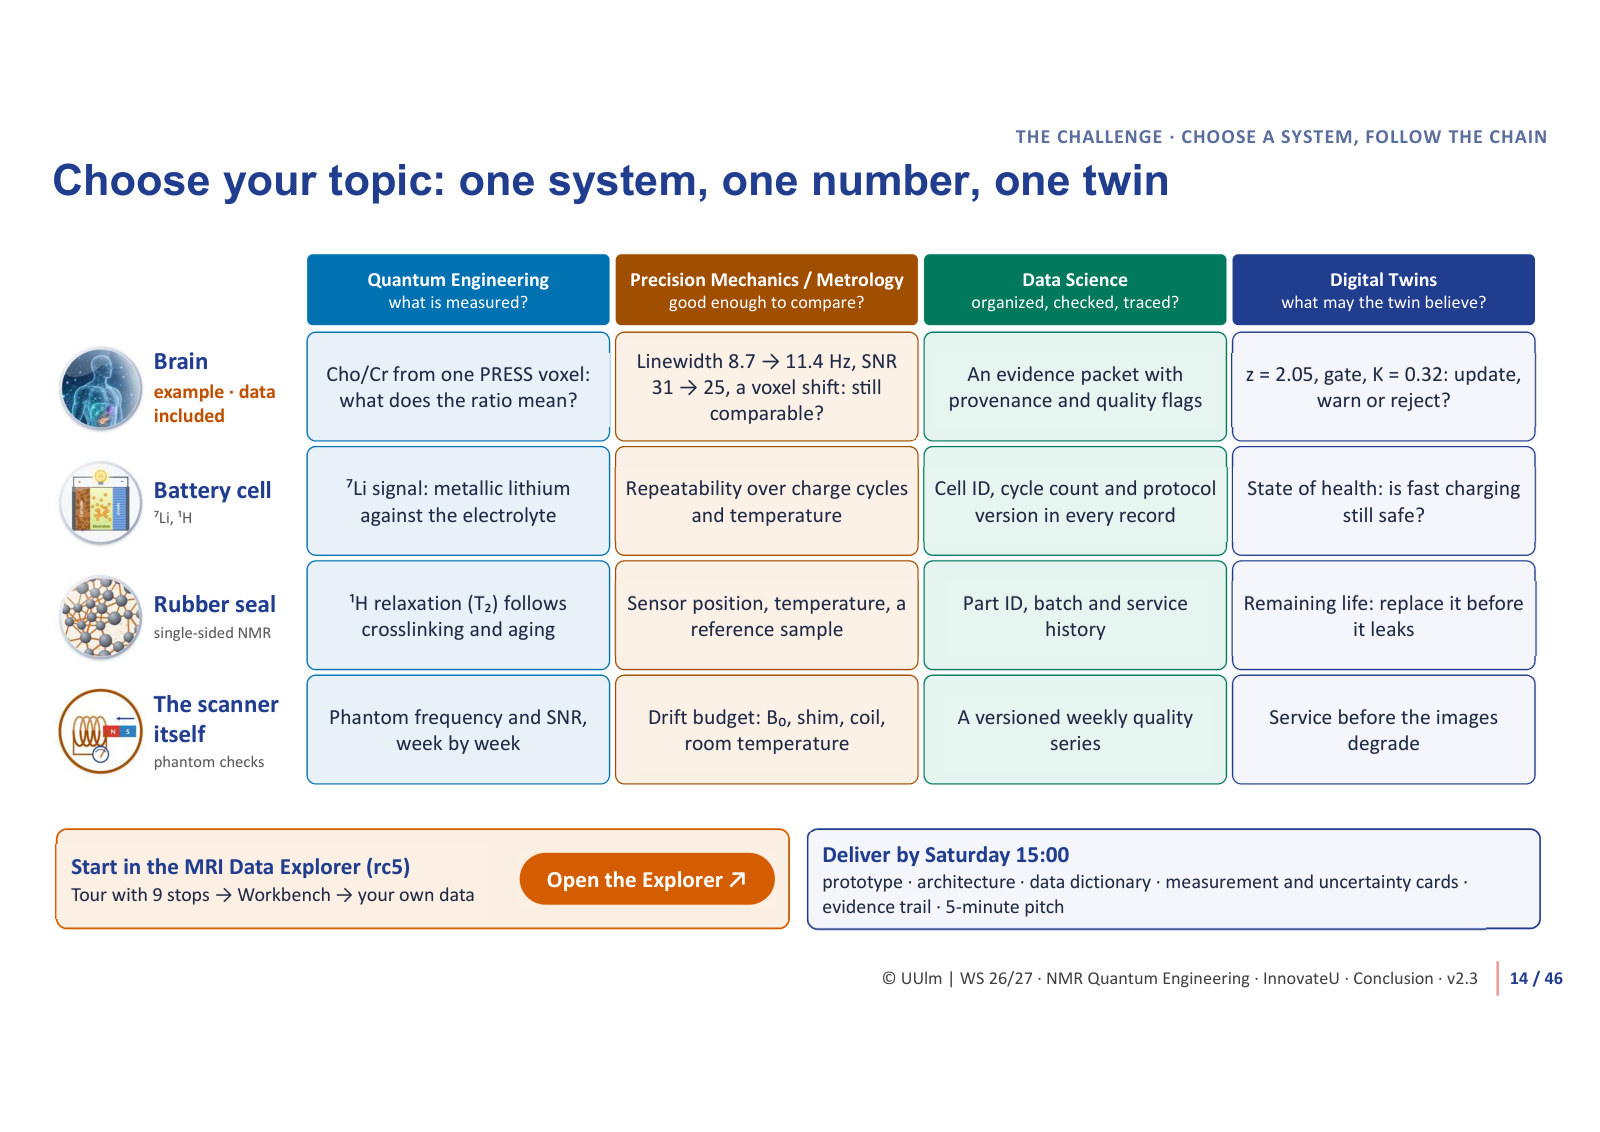 THE CHALLENGE · CHOOSE A SYSTEM, FOLLOW THE CHAIN
Choose your topic: one system, one number, one twin
Quantum Engineering
what is measured?
Precision Mechanics / Metrology
good enough to compare?
Data Science
organized, checked, traced?
Digital Twins
what may the twin believe?
Brain
example · data
included
Cho/Cr from one PRESS voxel:
what does the ratio mean?
Linewidth 8.7 → 11.4 Hz, SNR
31 → 25, a voxel shift: still
comparable?
An evidence packet with
provenance and quality flags
z = 2.05, gate, K = 0.32: update,
warn or reject?
Battery cell
⁷Li, ¹H
⁷Li signal: metallic lithium
against the electrolyte
Repeatability over charge cycles
and temperature
Cell ID, cycle count and protocol
version in every record
State of health: is fast charging
still safe?
Rubber seal
single-sided NMR
¹H relaxation (T₂) follows
crosslinking and aging
Sensor position, temperature, a
reference sample
Part ID, batch and service
history
Remaining life: replace it before
it leaks
The scanner
itself
phantom checks
N S
Phantom frequency and SNR,
week by week
Drift budget: B₀, shim, coil,
room temperature
A versioned weekly quality
series
Service before the images
degrade
Start in the MRI Data Explorer (rc5)
Tour with 9 stops → Workbench → your own data
Open the Explorer ↗
Deliver by Saturday 15:00
prototype · architecture · data dictionary · measurement and uncertainty cards ·
evidence trail · 5-minute pitch
© UUlm | WS 26/27 · NMR Quantum Engineering · InnovateU · Conclusion · v2.3
14 / 46